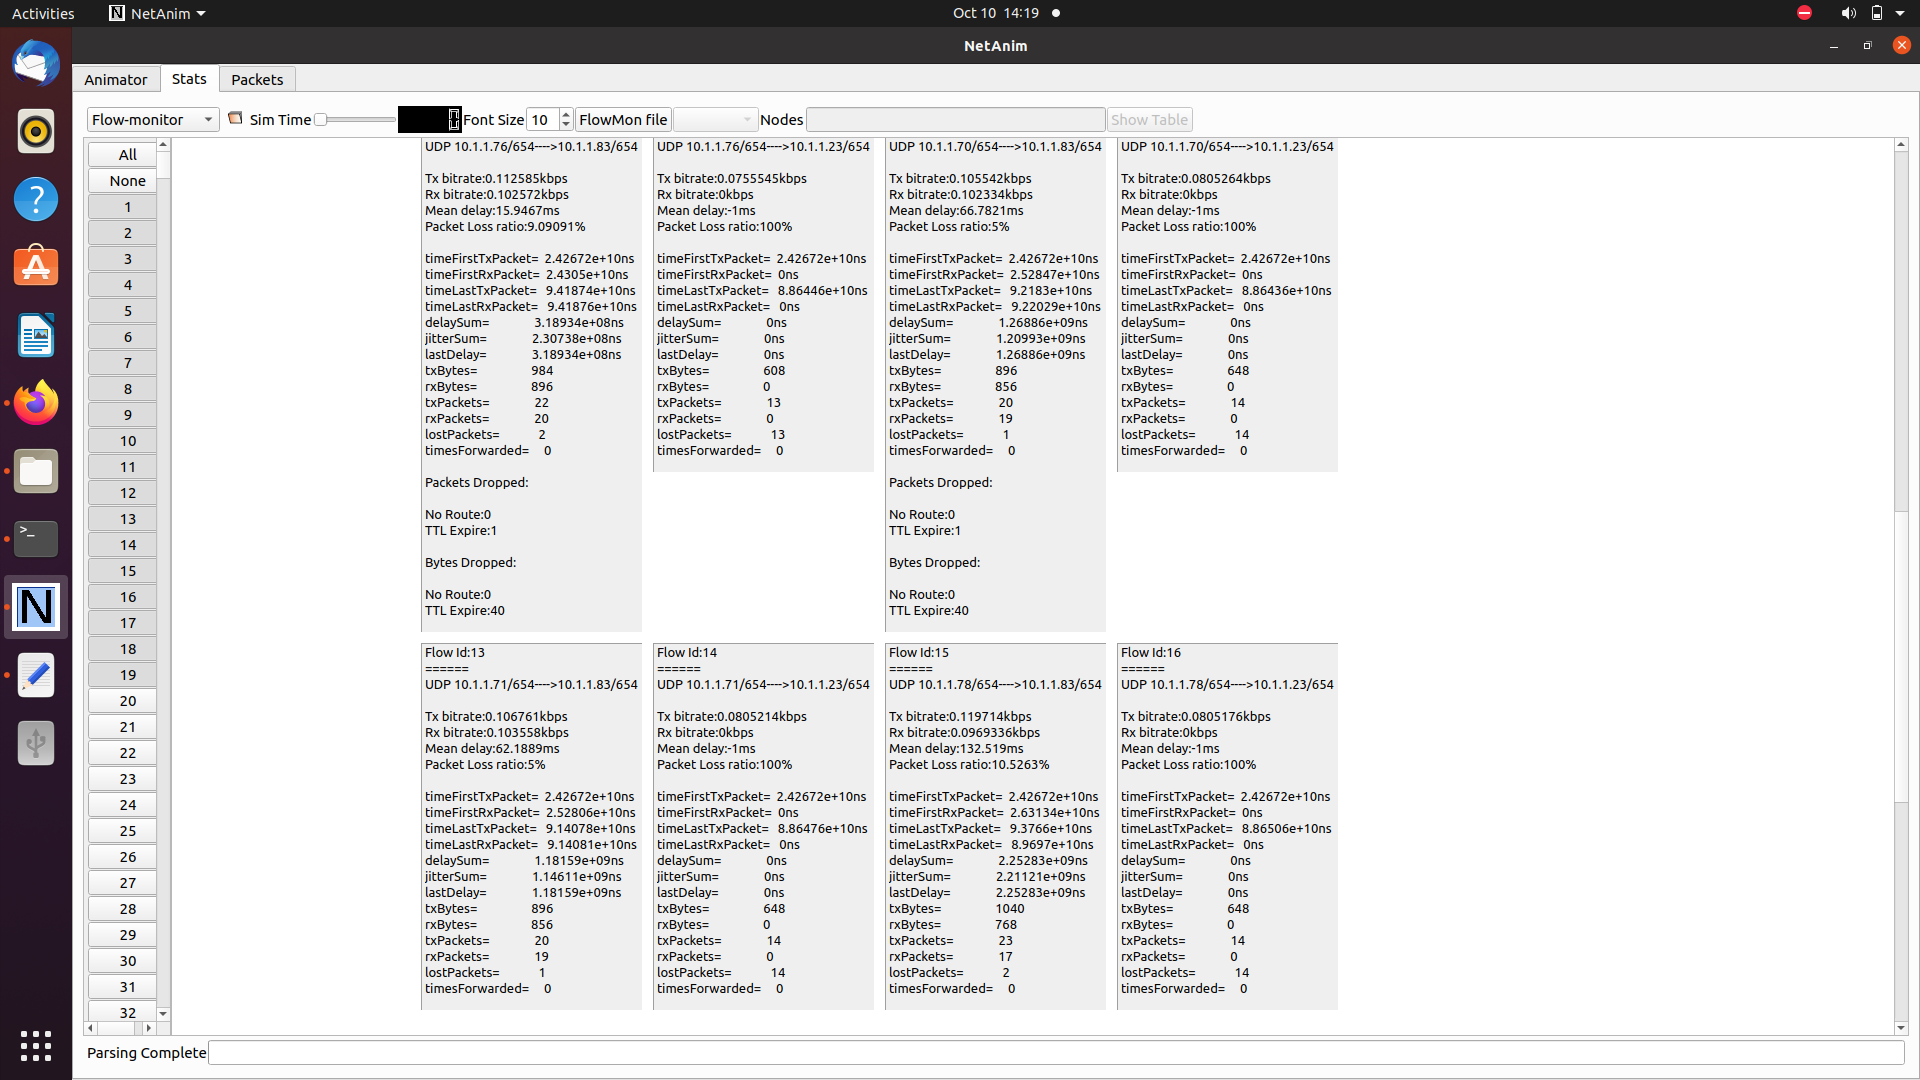 Activities
NetAnim
Oct 10 14:19
NetAnim
Animator
Stats
Packets
Flow-monitor
Sim Time
0
Font Size
10
FlowMon file
Nodes
Show Table
All
None
1
2
3
4
5
6
7
8
9
10
11
12
13
14
15
16
17
18
19
20
21
22
23
24
25
26
27
28
29
30
31
32
UDP 10.1.1.76/654---->10.1.1.83/654
Tx bitrate:0.112585kbps
Rx bitrate:0.102572kbps
Mean delay:15.9467ms
Packet Loss ratio:9.09091%
timeFirstTxPacket= 2.42672e+10ns
timeFirstRxPacket= 2.4305e+10ns
timeLastTxPacket= 9.41874e+10ns
timeLastRxPacket= 9.41876e+10ns
delaySum= 3.18934e+08ns
jitterSum= 2.30738e+08ns
lastDelay= 3.18934e+08ns
txBytes= 984
rxBytes= 896
txPackets= 22
rxPackets= 20
lostPackets= 2
timesForwarded= 0
Packets Dropped:
No Route:0
TTL Expire:1
Bytes Dropped:
No Route:0
TTL Expire:40
UDP 10.1.1.76/654---->10.1.1.23/654
Tx bitrate:0.0755545kbps
Rx bitrate:0kbps
Mean delay:-1ms
Packet Loss ratio:100%
timeFirstTxPacket= 2.42672e+10ns
timeFirstRxPacket= 0ns
timeLastTxPacket= 8.86446e+10ns
timeLastRxPacket= 0ns
delaySum= 0ns
jitterSum= 0ns
lastDelay= 0ns
txBytes= 608
rxBytes= 0
txPackets= 13
rxPackets= 0
lostPackets= 13
timesForwarded= 0
UDP 10.1.1.70/654---->10.1.1.83/654
Tx bitrate:0.105542kbps
Rx bitrate:0.102334kbps
Mean delay:66.7821ms
Packet Loss ratio:5%
timeFirstTxPacket= 2.42672e+10ns
timeFirstRxPacket= 2.52847e+10ns
timeLastTxPacket= 9.2183e+10ns
timeLastRxPacket= 9.22029e+10ns
delaySum= 1.26886e+09ns
jitterSum= 1.20993e+09ns
lastDelay= 1.26886e+09ns
txBytes= 896
rxBytes= 856
txPackets= 20
rxPackets= 19
lostPackets= 1
timesForwarded= 0
Packets Dropped:
No Route:0
TTL Expire:1
Bytes Dropped:
No Route:0
TTL Expire:40
UDP 10.1.1.70/654---->10.1.1.23/654
Tx bitrate:0.0805264kbps
Rx bitrate:0kbps
Mean delay:-1ms
Packet Loss ratio:100%
timeFirstTxPacket= 2.42672e+10ns
timeFirstRxPacket= 0ns
timeLastTxPacket= 8.86436e+10ns
timeLastRxPacket= 0ns
delaySum= 0ns
jitterSum= 0ns
lastDelay= 0ns
txBytes= 648
rxBytes= 0
txPackets= 14
rxPackets= 0
lostPackets= 14
timesForwarded= 0
Flow Id:13
======
UDP 10.1.1.71/654---->10.1.1.83/654
Tx bitrate:0.106761kbps
Rx bitrate:0.103558kbps
Mean delay:62.1889ms
Packet Loss ratio:5%
timeFirstTxPacket= 2.42672e+10ns
timeFirstRxPacket= 2.52806e+10ns
timeLastTxPacket= 9.14078e+10ns
timeLastRxPacket= 9.14081e+10ns
delaySum= 1.18159e+09ns
jitterSum= 1.14611e+09ns
lastDelay= 1.18159e+09ns
txBytes= 896
rxBytes= 856
txPackets= 20
rxPackets= 19
lostPackets= 1
timesForwarded= 0
Flow Id:14
======
UDP 10.1.1.71/654---->10.1.1.23/654
Tx bitrate:0.0805214kbps
Rx bitrate:0kbps
Mean delay:-1ms
Packet Loss ratio:100%
timeFirstTxPacket= 2.42672e+10ns
timeFirstRxPacket= 0ns
timeLastTxPacket= 8.86476e+10ns
timeLastRxPacket= 0ns
delaySum= 0ns
jitterSum= 0ns
lastDelay= 0ns
txBytes= 648
rxBytes= 0
txPackets= 14
rxPackets= 0
lostPackets= 14
timesForwarded= 0
Flow Id:15
======
UDP 10.1.1.78/654---->10.1.1.83/654
Tx bitrate:0.119714kbps
Rx bitrate:0.0969336kbps
Mean delay:132.519ms
Packet Loss ratio:10.5263%
timeFirstTxPacket= 2.42672e+10ns
timeFirstRxPacket= 2.63134e+10ns
timeLastTxPacket= 9.3766e+10ns
timeLastRxPacket= 8.9697e+10ns
delaySum= 2.25283e+09ns
jitterSum= 2.21121e+09ns
lastDelay= 2.25283e+09ns
txBytes= 1040
rxBytes= 768
txPackets= 23
rxPackets= 17
lostPackets= 2
timesForwarded= 0
Flow Id:16
======
UDP 10.1.1.78/654---->10.1.1.23/654
Tx bitrate:0.0805176kbps
Rx bitrate:0kbps
Mean delay:-1ms
Packet Loss ratio:100%
timeFirstTxPacket= 2.42672e+10ns
timeFirstRxPacket= 0ns
timeLastTxPacket= 8.86506e+10ns
timeLastRxPacket= 0ns
delaySum= 0ns
jitterSum= 0ns
lastDelay= 0ns
txBytes= 648
rxBytes= 0
txPackets= 14
rxPackets= 0
lostPackets= 14
timesForwarded= 0
Parsing Complete